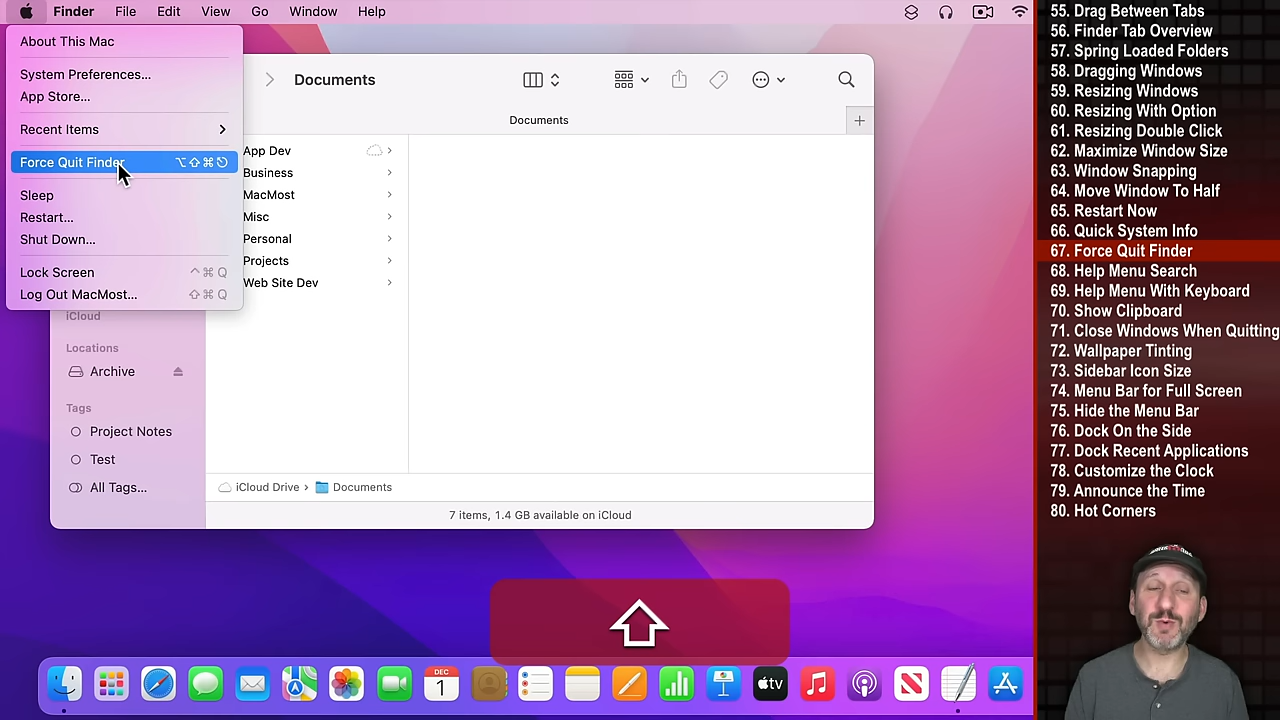 Finder File Edit View Go Window Help
About This Mac
System Preferences...
App Store...
Recent Items
Force Quit Finder ⌥⇧⌘⎋
Sleep
Restart...
Shut Down...
Lock Screen ^⌘Q
Log Out MacMost... ⇧⌘Q
Documents
Documents
App Dev
Business
MacMost
Misc
Personal
Projects
Web Site Dev
iCloud
Locations
Archive
Tags
Project Notes
Test
All Tags...
iCloud Drive › Documents
7 items, 1.4 GB available on iCloud
DEC
1
tv
55. Drag Between Tabs
56. Finder Tab Overview
57. Spring Loaded Folders
58. Dragging Windows
59. Resizing Windows
60. Resizing With Option
61. Resizing Double Click
62. Maximize Window Size
63. Window Snapping
64. Move Window To Half
65. Restart Now
66. Quick System Info
67. Force Quit Finder
68. Help Menu Search
69. Help Menu With Keyboard
70. Show Clipboard
71. Close Windows When Quitting
72. Wallpaper Tinting
73. Sidebar Icon Size
74. Menu Bar for Full Screen
75. Hide the Menu Bar
76. Dock On the Side
77. Dock Recent Applications
78. Customize the Clock
79. Announce the Time
80. Hot Corners